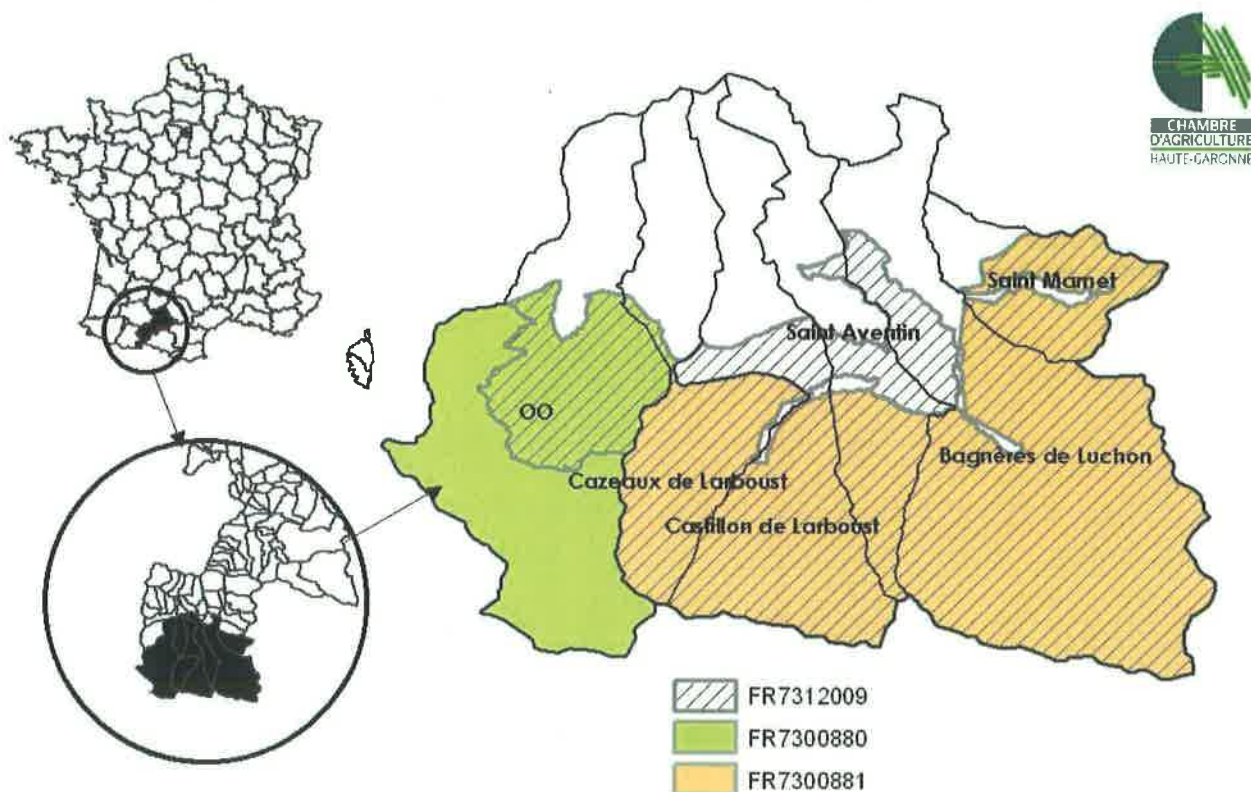 CHAMBRE
D'AGRICULTURE
HAUTE-GARONNE
Saint Mamet
Saint Aventin
OO
Bagnères de Luchon
Cazeaux de Larboust
Castillon de Larboust
FR7312009
FR7300880
FR7300881